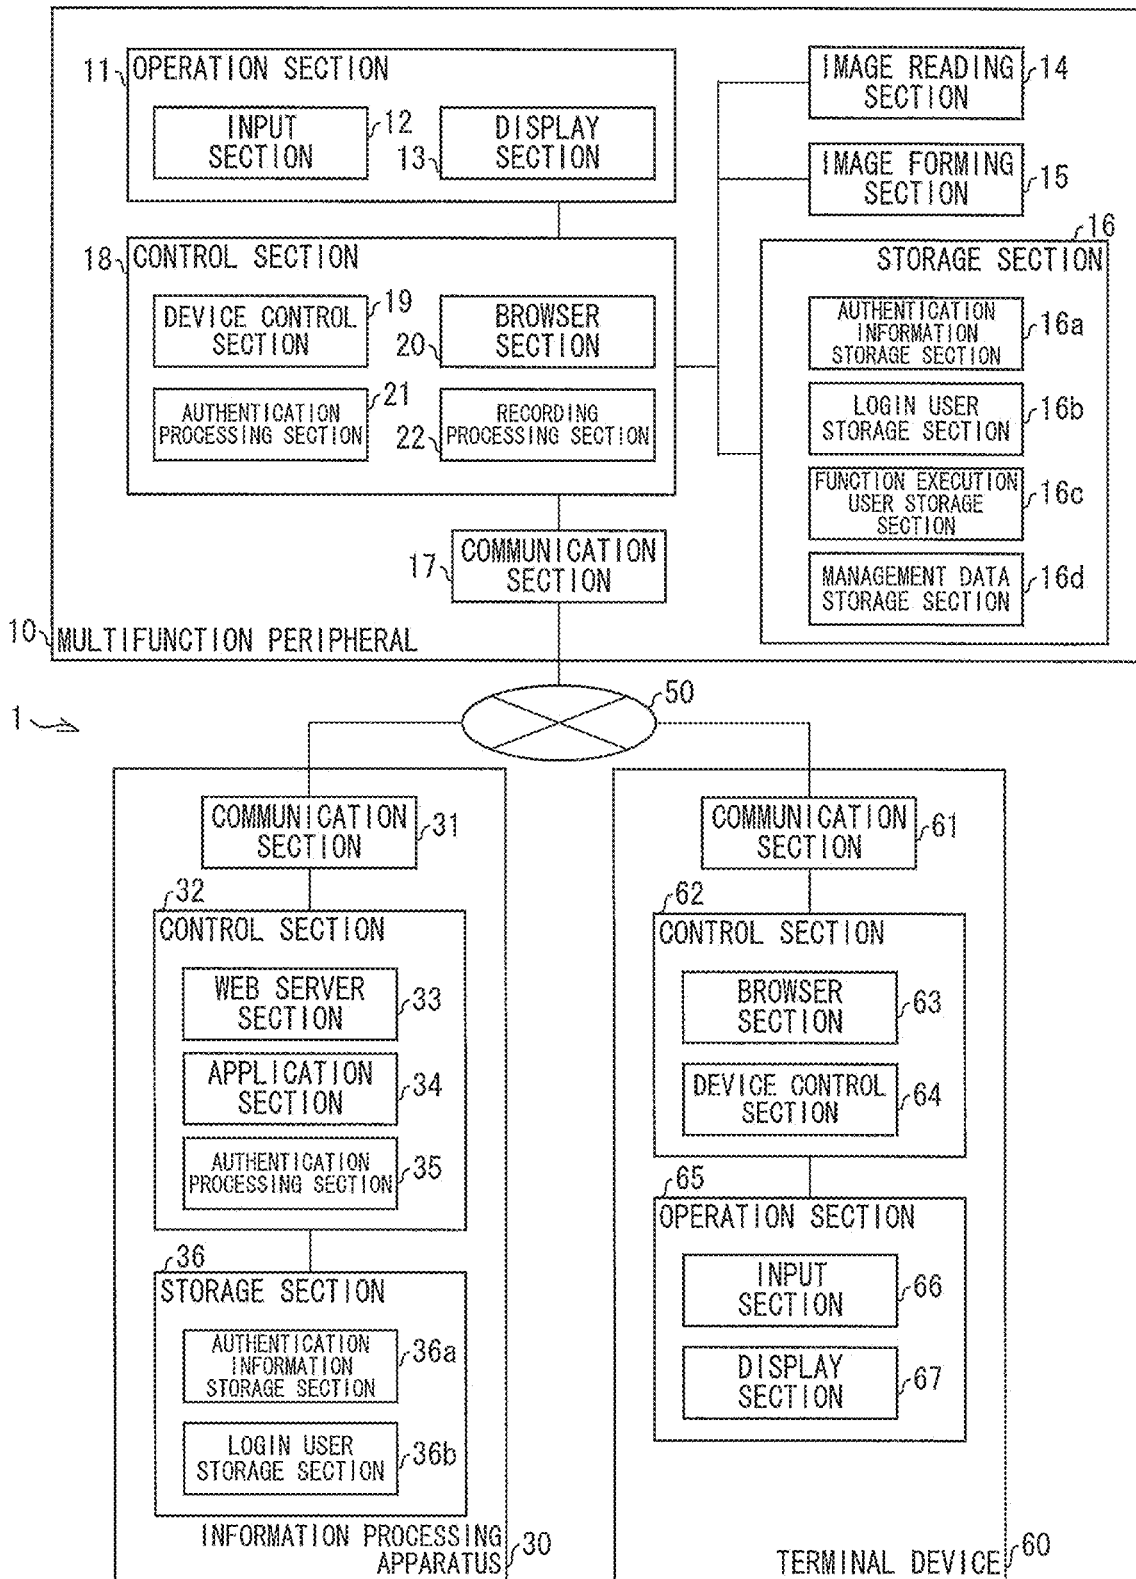 11
OPERATION SECTION
INPUT
SECTION
12
DISPLAY
SECTION
13
IMAGE READING
SECTION
14
IMAGE FORMING
SECTION
15
18
CONTROL SECTION
DEVICE CONTROL
SECTION
19
BROWSER
SECTION
20
AUTHENTICATION
PROCESSING SECTION
21
RECORDING
PROCESSING SECTION
22
16
STORAGE SECTION
AUTHENTICATION
INFORMATION
STORAGE SECTION
16a
LOGIN USER
STORAGE SECTION
16b
FUNCTION EXECUTION
USER STORAGE
SECTION
16c
MANAGEMENT DATA
STORAGE SECTION
16d
COMMUNICATION
SECTION
17
10
MULTIFUNCTION PERIPHERAL
50
1
COMMUNICATION
SECTION
31
32
CONTROL SECTION
WEB SERVER
SECTION
33
APPLICATION
SECTION
34
AUTHENTICATION
PROCESSING SECTION
35
36
STORAGE SECTION
AUTHENTICATION
INFORMATION
STORAGE SECTION
36a
LOGIN USER
STORAGE SECTION
36b
INFORMATION PROCESSING
APPARATUS
30
COMMUNICATION
SECTION
61
62
CONTROL SECTION
BROWSER
SECTION
63
DEVICE CONTROL
SECTION
64
65
OPERATION SECTION
INPUT
SECTION
66
DISPLAY
SECTION
67
TERMINAL DEVICE
60